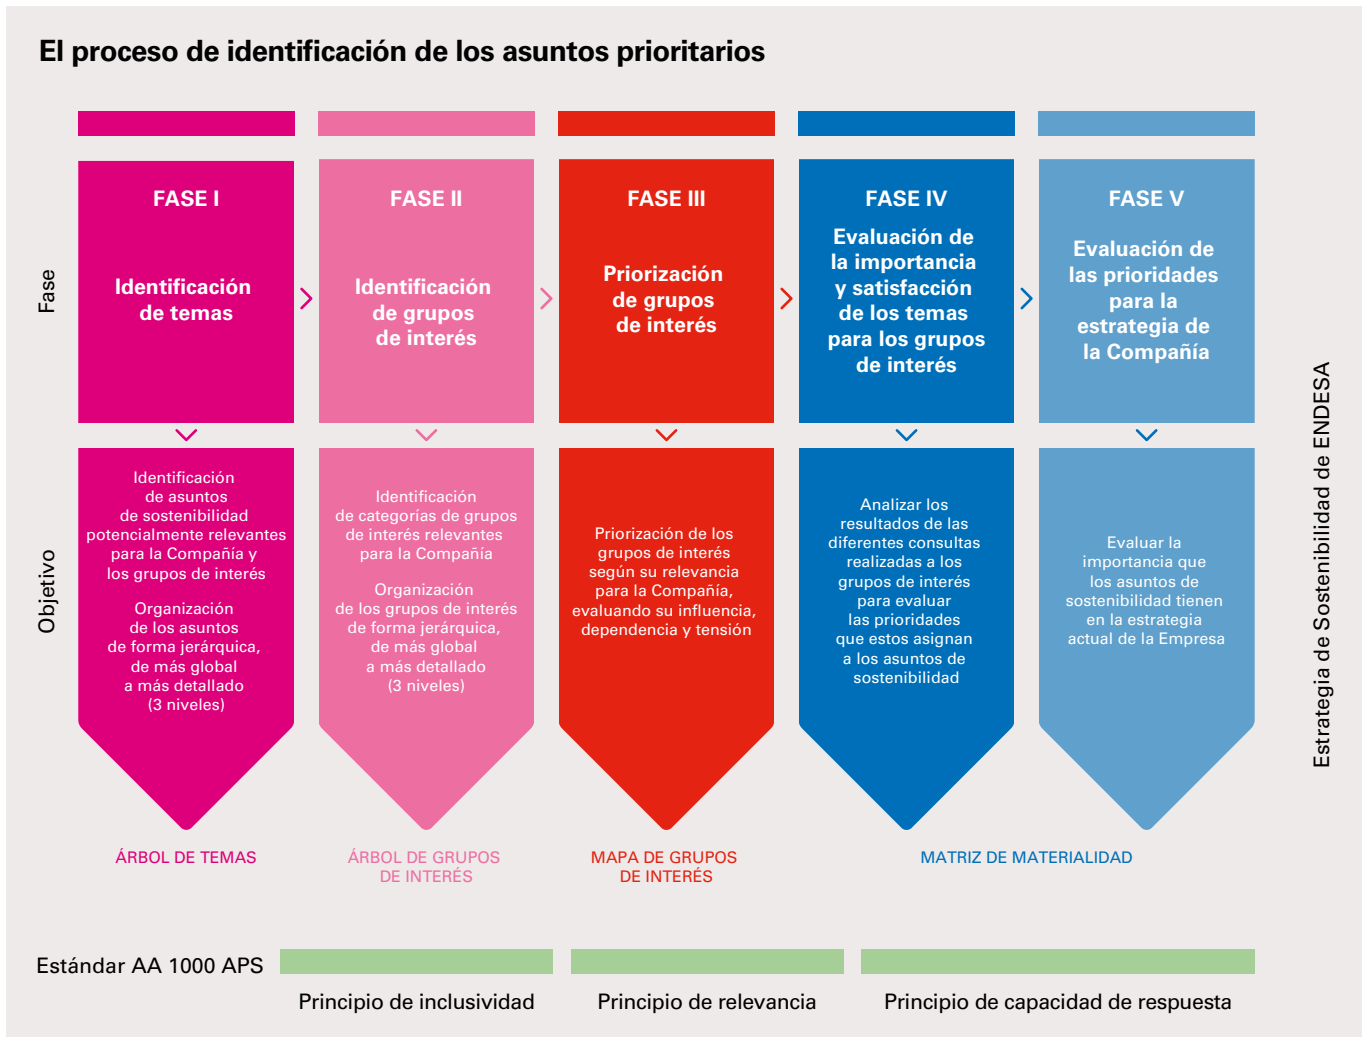 El proceso de identificación de los asuntos prioritarios
Fase
FASE I
Identificación
de temas
FASE II
Identificación
de grupos
de interés
FASE III
Priorización
de grupos
de interés
FASE IV
Evaluación de
la importancia
y satisfacción
de los temas
para los grupos
de interés
FASE V
Evaluación de
las prioridades
para la
estrategia de
la Compañía
Objetivo
Identificación
de asuntos
de sostenibilidad
potencialmente relevantes
para la Compañía y
los grupos de interés
Organización
de los asuntos
de forma jerárquica,
de más global
a más detallado
(3 niveles)
Identificación
de categorías de grupos
de interés relevantes
para la Compañía
Organización
de los grupos de interés
de forma jerárquica,
de más global
a más detallado
(3 niveles)
Priorización de los
grupos de interés
según su relevancia
para la Compañía,
evaluando su influencia,
dependencia y tensión
Analizar los
resultados de las
diferentes consultas
realizadas a los
grupos de interés
para evaluar
las prioridades
que estos asignan
a los asuntos de
sostenibilidad
Evaluar la
importancia que
los asuntos de
sostenibilidad tienen
en la estrategia
actual de la Empresa
Estrategia de Sostenibilidad de ENDESA
ÁRBOL DE TEMAS
ÁRBOL DE GRUPOS
DE INTERÉS
MAPA DE GRUPOS
DE INTERÉS
MATRIZ DE MATERIALIDAD
Estándar AA 1000 APS
Principio de inclusividad
Principio de relevancia
Principio de capacidad de respuesta